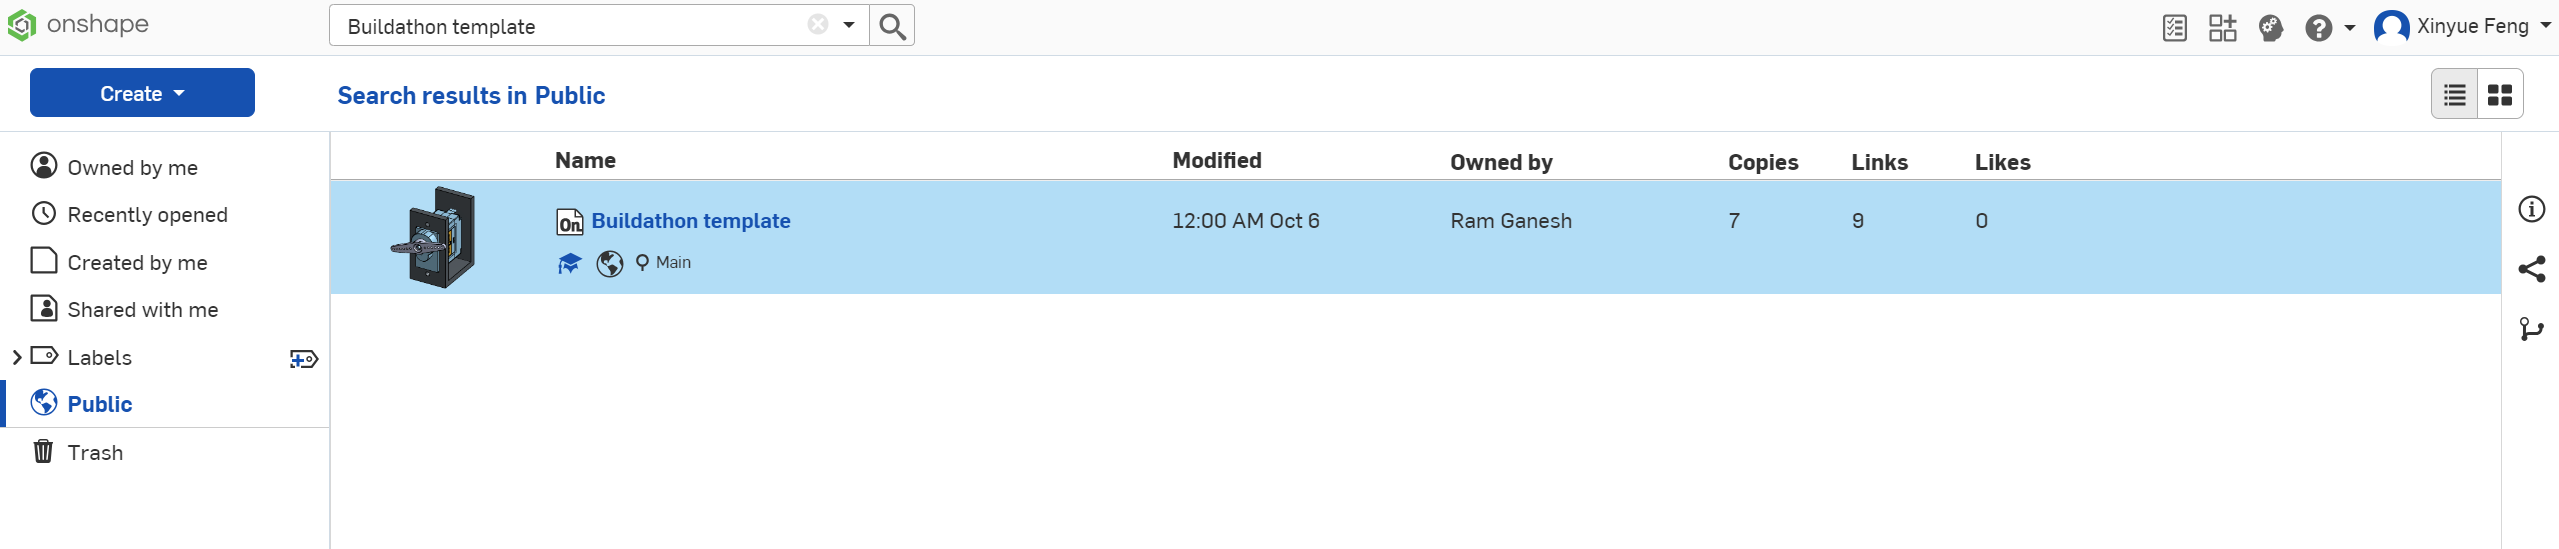 onshape
Buildathon template
Xinyue Feng
Create
Search results in Public
Owned by me
Recently opened
Created by me
Shared with me
Labels
Public
Trash
Name Modified Owned by Copies Links Likes
On Buildathon template 12:00 AM Oct 6 Ram Ganesh 7 9 0
Main